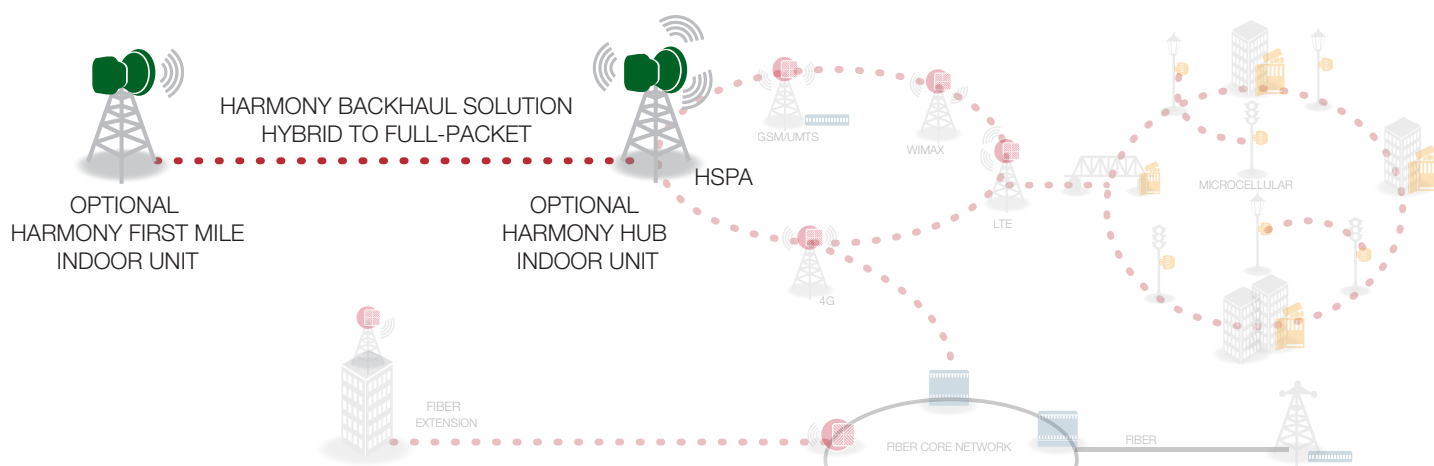 HARMONY BACKHAUL SOLUTION
HYBRID TO FULL-PACKET
OPTIONAL
HARMONY FIRST MILE
INDOOR UNIT
HSPA
OPTIONAL
HARMONY HUB
INDOOR UNIT
GSM/UMTS
WIMAX
LTE
MICROCELLULAR
4G
FIBER
EXTENSION
FIBER CORE NETWORK
FIBER